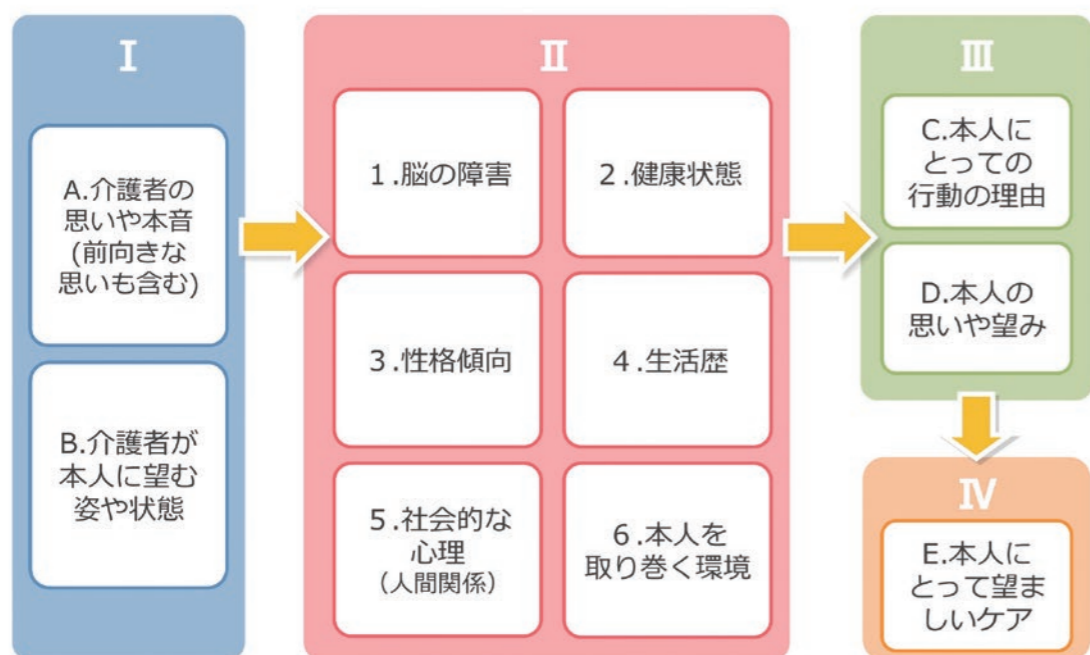 Ⅰ
A.介護者の
思いや本音
(前向きな
思いも含む)
B.介護者が
本人に望む
姿や状態
Ⅱ
1.脳の障害
2.健康状態
3.性格傾向
4.生活歴
5.社会的な
心理
（人間関係）
6.本人を
取り巻く環境
Ⅲ
C.本人に
とっての
行動の理由
D.本人の
思いや望み
Ⅳ
E.本人に
とって望ま
しいケア